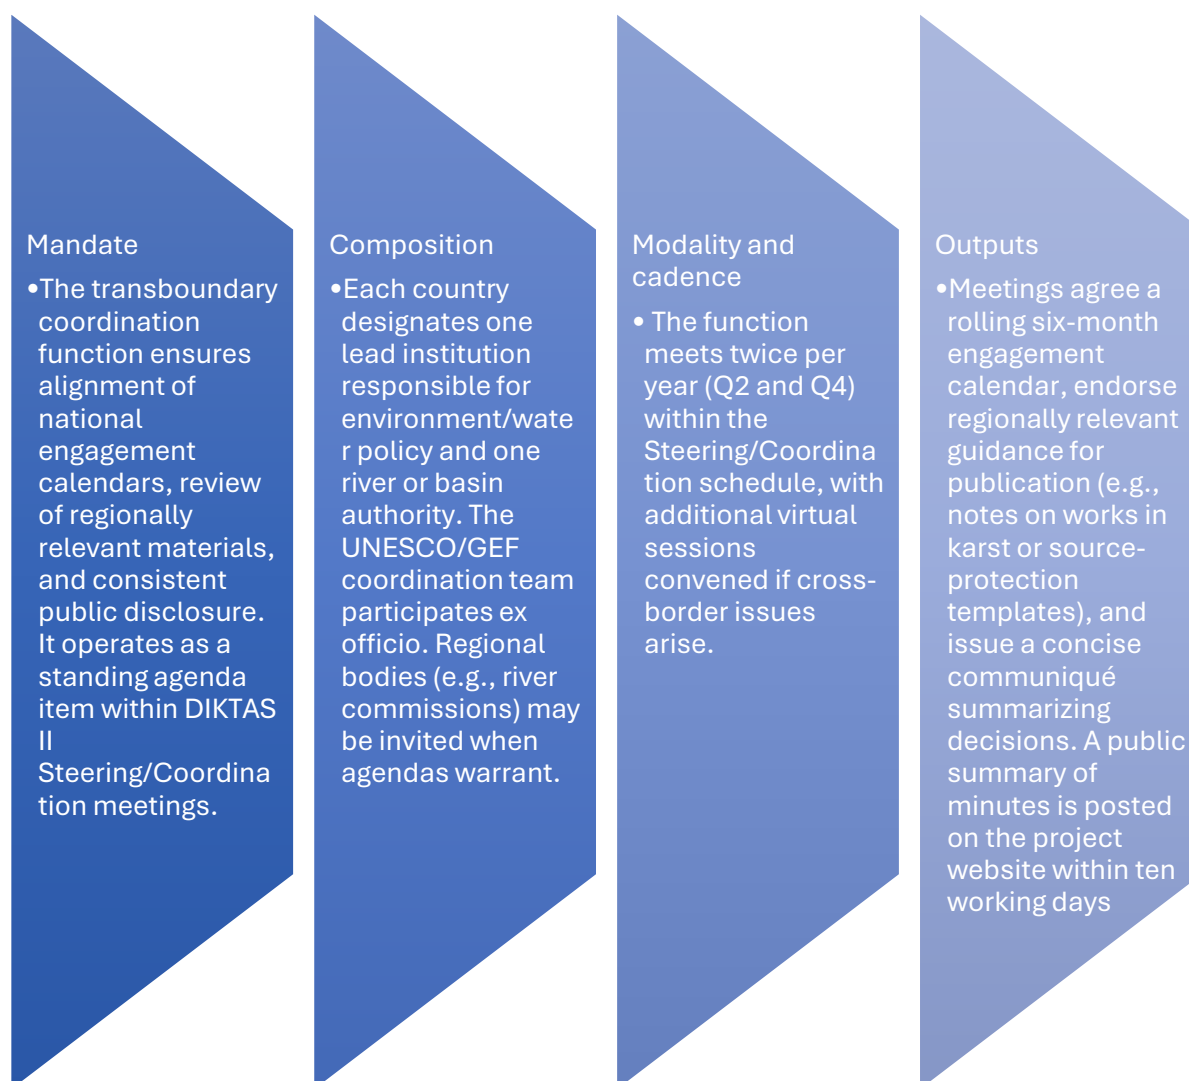 Mandate
•The transboundary
coordination
function ensures
alignment of
national
engagement
calendars, review
of regionally
relevant materials,
and consistent
public disclosure.
It operates as a
standing agenda
item within DIKTAS
II
Steering/Coordina
tion meetings.
Composition
•Each country
designates one
lead institution
responsible for
environment/wate
r policy and one
river or basin
authority. The
UNESCO/GEF
coordination team
participates ex
officio. Regional
bodies (e.g., river
commissions) may
be invited when
agendas warrant.
Modality and
cadence
• The function
meets twice per
year (Q2 and Q4)
within the
Steering/Coordina
tion schedule, with
additional virtual
sessions
convened if cross-
border issues
arise.
Outputs
•Meetings agree a
rolling six-month
engagement
calendar, endorse
regionally relevant
guidance for
publication (e.g.,
notes on works in
karst or source-
protection
templates), and
issue a concise
communiqué
summarizing
decisions. A public
summary of
minutes is posted
on the project
website within ten
working days